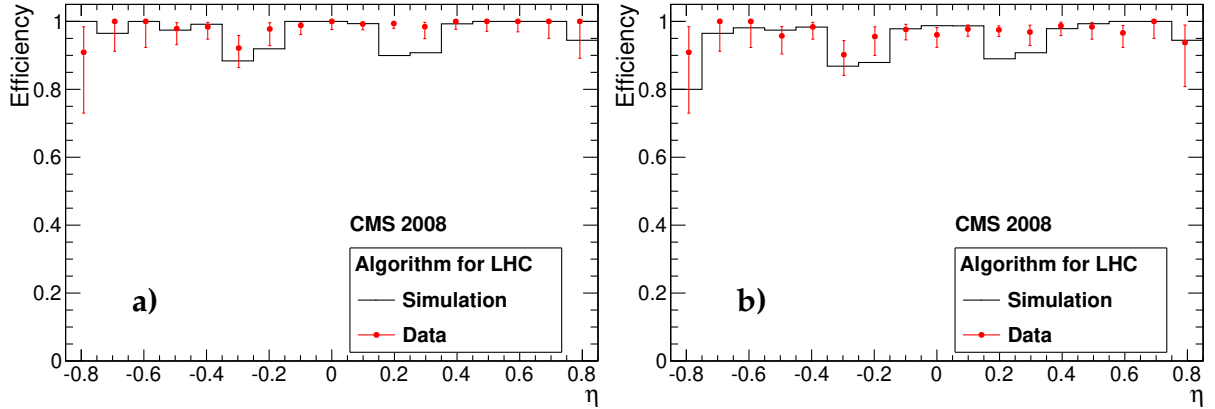 Efficiency
1
0.8
0.6
0.4
0.2
0
CMS 2008
Algorithm for LHC
Simulation
Data
a)
-0.8 -0.6 -0.4 -0.2 0 0.2 0.4 0.6 0.8
η
Efficiency
1
0.8
0.6
0.4
0.2
0
CMS 2008
Algorithm for LHC
Simulation
Data
b)
-0.8 -0.6 -0.4 -0.2 0 0.2 0.4 0.6 0.8
η